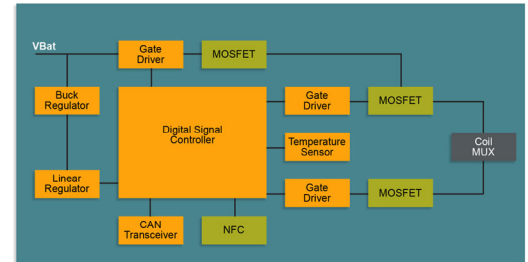 VBat
Gate
Driver
MOSFET
Buck
Regulator
Gate
Driver
MOSFET
Digital Signal
Controller
Temperature
Sensor
Coil
MUX
Linear
Regulator
Gate
Driver
MOSFET
CAN
Transceiver
NFC